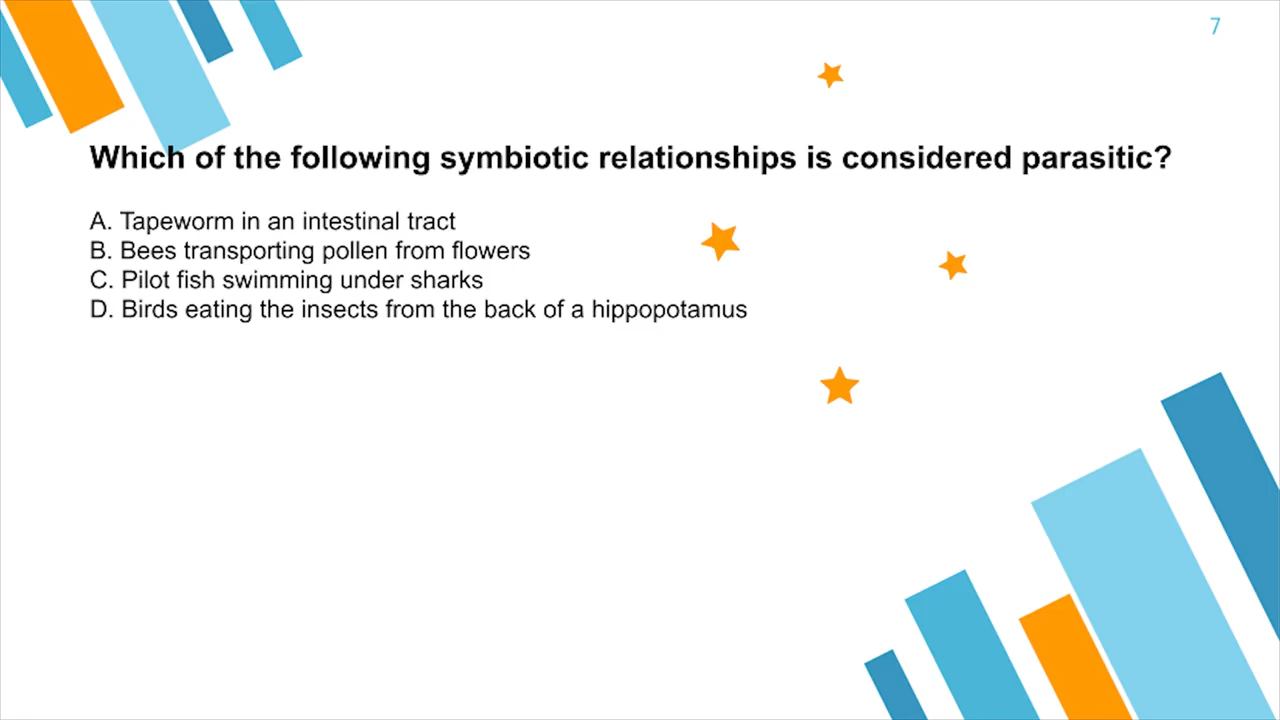 7
Which of the following symbiotic relationships is considered parasitic?
A. Tapeworm in an intestinal tract
B. Bees transporting pollen from flowers
C. Pilot fish swimming under sharks
D. Birds eating the insects from the back of a hippopotamus